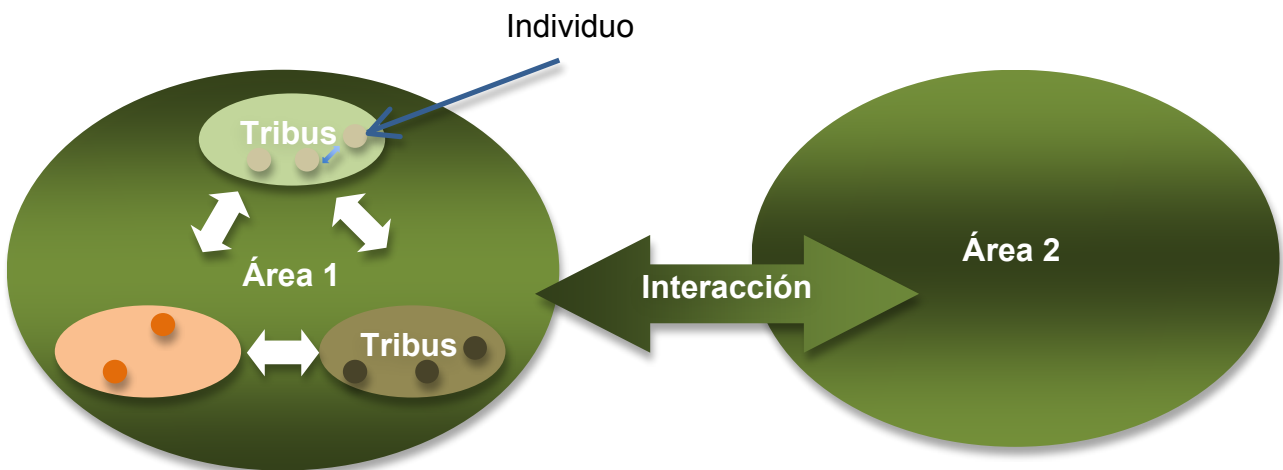 Individuo
Tribus
Área 1
Tribus
Interacción
Área 2